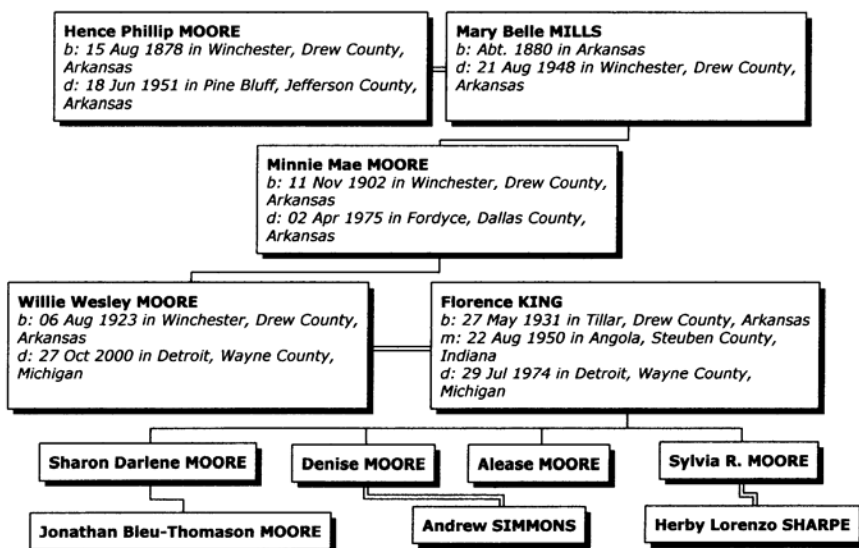 Hence Phillip MOORE
b: 15 Aug 1878 in Winchester, Drew County,
Arkansas
d: 18 Jun 1951 in Pine Bluff, Jefferson County,
Arkansas
Mary Belle MILLS
b: Abt. 1880 in Arkansas
d: 21 Aug 1948 in Winchester, Drew County,
Arkansas
Minnie Mae MOORE
b: 11 Nov 1902 in Winchester, Drew County,
Arkansas
d: 02 Apr 1975 in Fordyce, Dallas County,
Arkansas
Willie Wesley MOORE
b: 06 Aug 1923 in Winchester, Drew County,
Arkansas
d: 27 Oct 2000 in Detroit, Wayne County,
Michigan
Florence KING
b: 27 May 1931 in Tillar, Drew County, Arkansas
m: 22 Aug 1950 in Angola, Steuben County,
Indiana
d: 29 Jul 1974 in Detroit, Wayne County,
Michigan
Sharon Darlene MOORE
Denise MOORE
Alease MOORE
Sylvia R. MOORE
Jonathan Bleu-Thomason MOORE
Andrew SIMMONS
Herby Lorenzo SHARPE